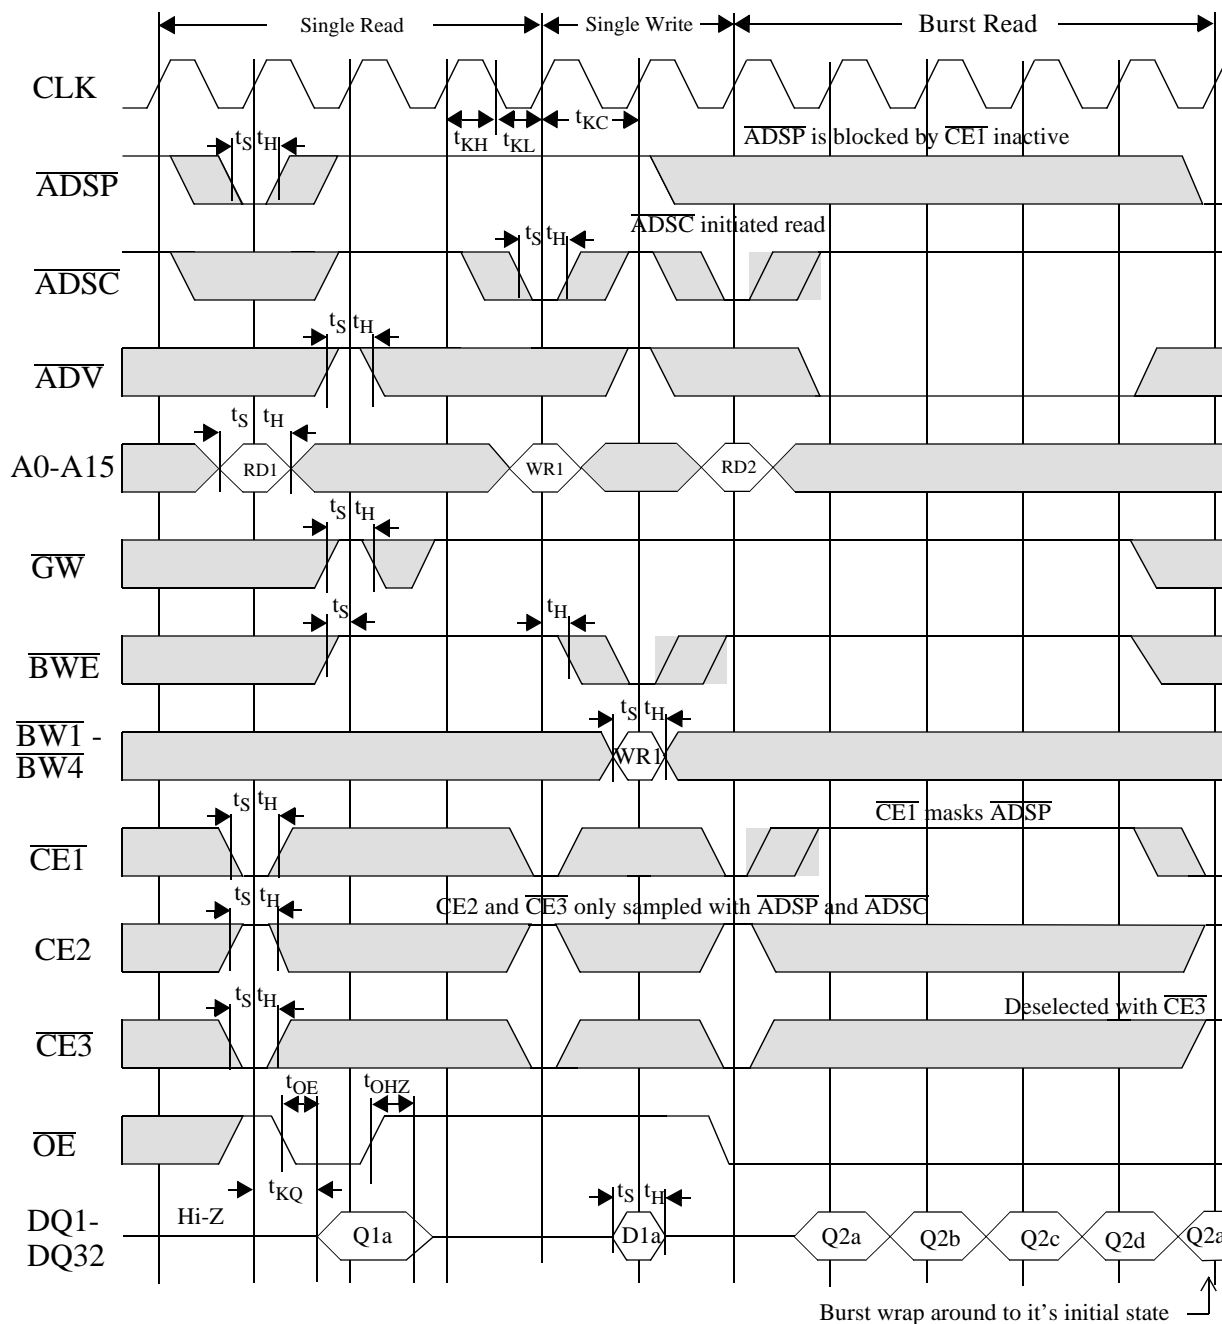 Single Read Single Write Burst Read
CLK
tKH tKL tKC
ADSP is blocked by CE1 inactive
tS tH
ADSP
ADSC initiated read
tS tH
ADSC
tS tH
ADV
tS tH
A0-A15 RD1 WR1 RD2
tS tH
GW
tS tH
BWE
tS tH
BW1 -
BW4
WR1
tS tH
CE1 masks ADSP
CE1
tS tH
CE2 and CE3 only sampled with ADSP and ADSC
CE2
tS tH
Deselected with CE3
CE3
tOE tOHZ
OE
tKQ
tS tH
Hi-Z
DQ1-
DQ32
Q1a D1a Q2a Q2b Q2c Q2d Q2a
Burst wrap around to it's initial state